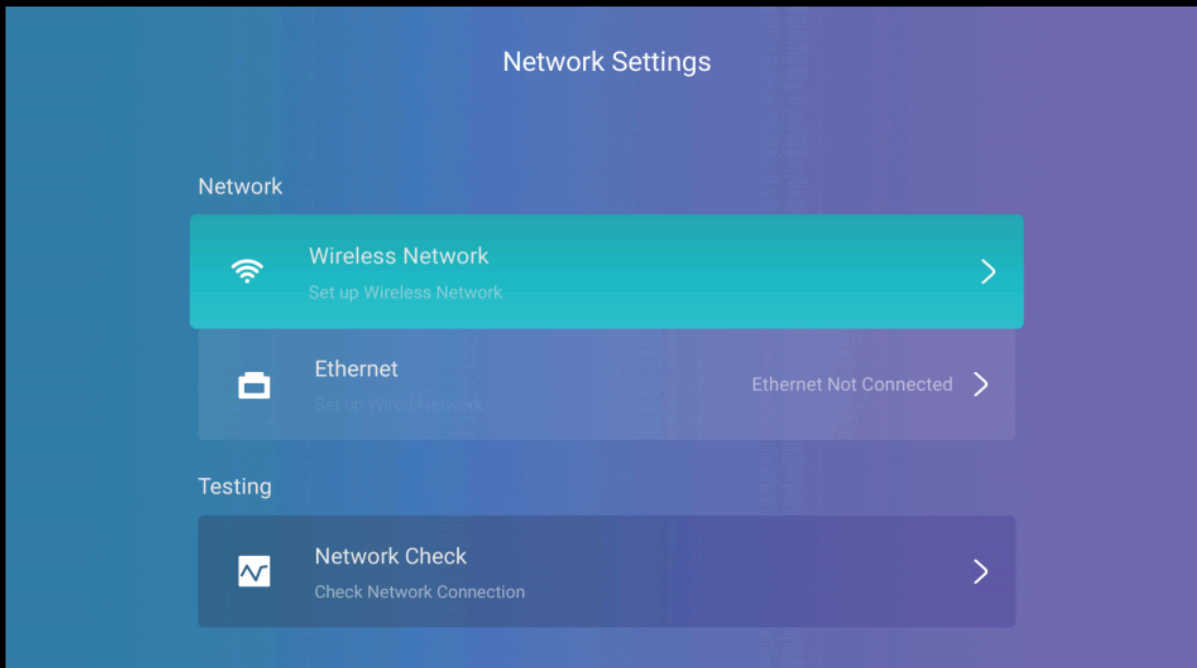 Network Settings
Network
Wireless Network
Set up Wireless Network
Ethernet
Set up Wired Network
Ethernet Not Connected
Testing
Network Check
Check Network Connection